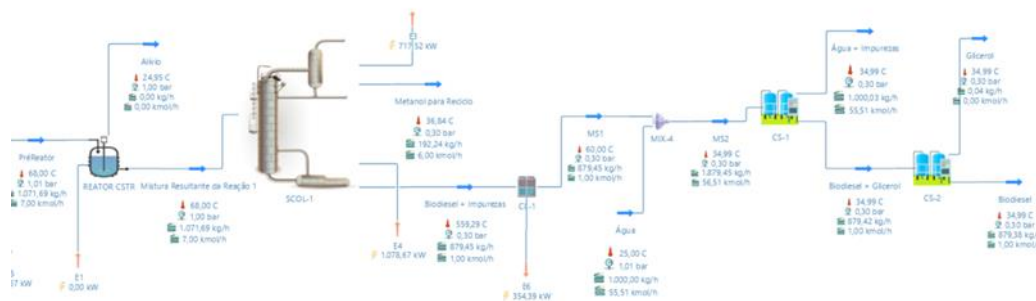 Alívio
24,95 C
1,00 bar
0,00 kg/h
0,00 kmol/h
PréReator
68,00 C
1,01 bar
1.071,69 kg/h
7,00 kmol/h
REATOR CSTR
Mistura Resultante da Reação 1
68,00 C
1,00 bar
1.071,69 kg/h
7,00 kmol/h
E1
0,00 kW
07 kW
SCOL-1
717,52 kW
Metanol para Reciclo
36,84 C
0,30 bar
192,24 kg/h
6,00 kmol/h
E4
1.078,67 kW
Biodiesel + Impurezas
559,29 C
0,30 bar
879,45 kg/h
1,00 kmol/h
E6
354,39 kW
MS1
60,00 C
0,30 bar
879,45 kg/h
1,00 kmol/h
Água
25,00 C
1,01 bar
1.000,00 kg/h
55,51 kmol/h
MIX-4
MS2
34,99 C
0,30 bar
1.879,45 kg/h
56,51 kmol/h
CS-1
Água + Impurezas
34,99 C
0,30 bar
1.000,03 kg/h
55,51 kmol/h
Biodiesel + Glicerol
34,99 C
0,30 bar
879,42 kg/h
1,00 kmol/h
CS-2
Glicerol
34,99 C
0,30 bar
0,04 kg/h
0,00 kmol/h
Biodiesel
34,99 C
0,30 bar
879,38 kg/h
1,00 kmol/h